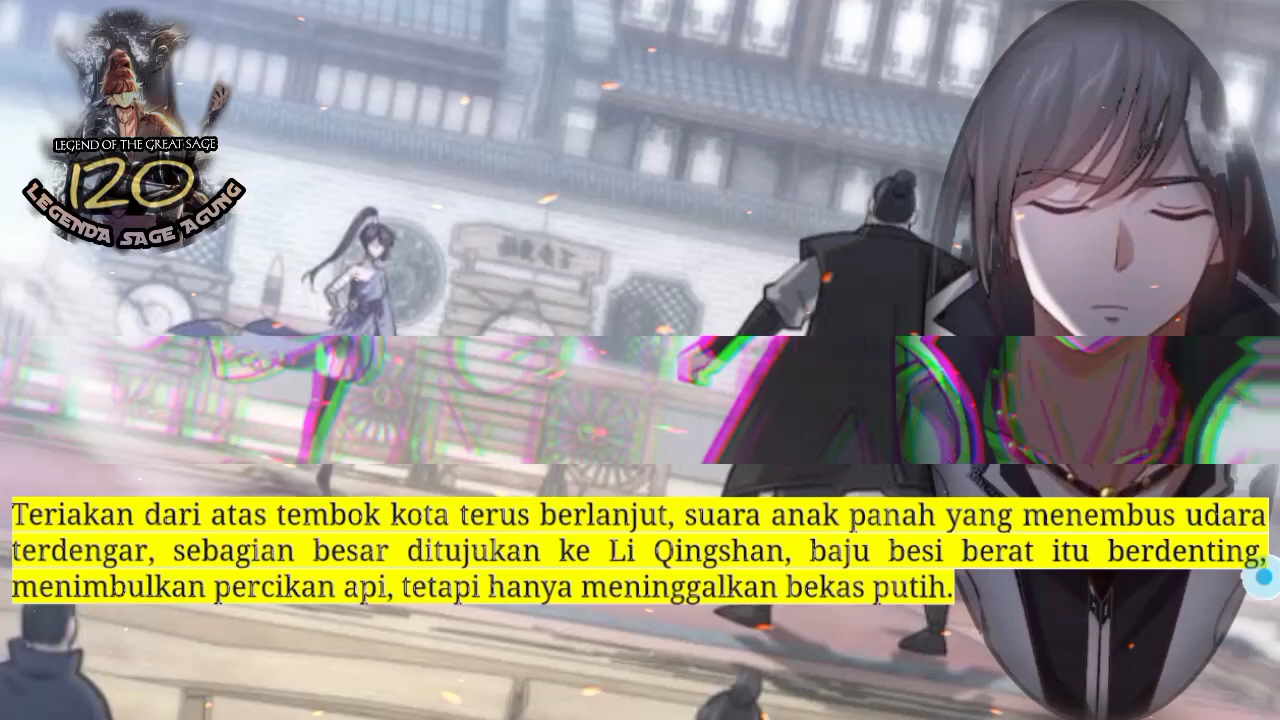 LEGEND OF THE GREAT SAGE
120
LEGENDA SAGE AGUNG
Teriakan dari atas tembok kota terus berlanjut, suara anak panah yang menembus udara
terdengar, sebagian besar ditujukan ke Li Qingshan, baju besi berat itu berdenting,
menimbulkan percikan api, tetapi hanya meninggalkan bekas putih.